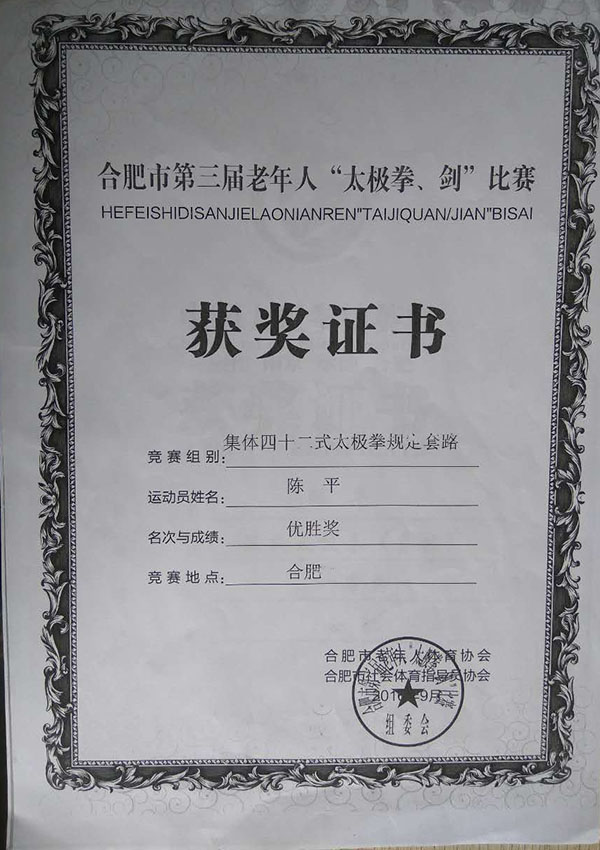 合肥市第三届老年人“太极拳、剑”比赛
HEFEISHIDISANJIELAONIANREN"TAIJIQUAN/JIAN"BISAI
获奖证书
竞赛组别: 集体四十二式太极拳规定套路
运动员姓名: 陈 平
名次与成绩: 优胜奖
竞赛地点: 合肥
合肥市老年人体育协会
合肥市社会体育指导员协会
9月
组委会